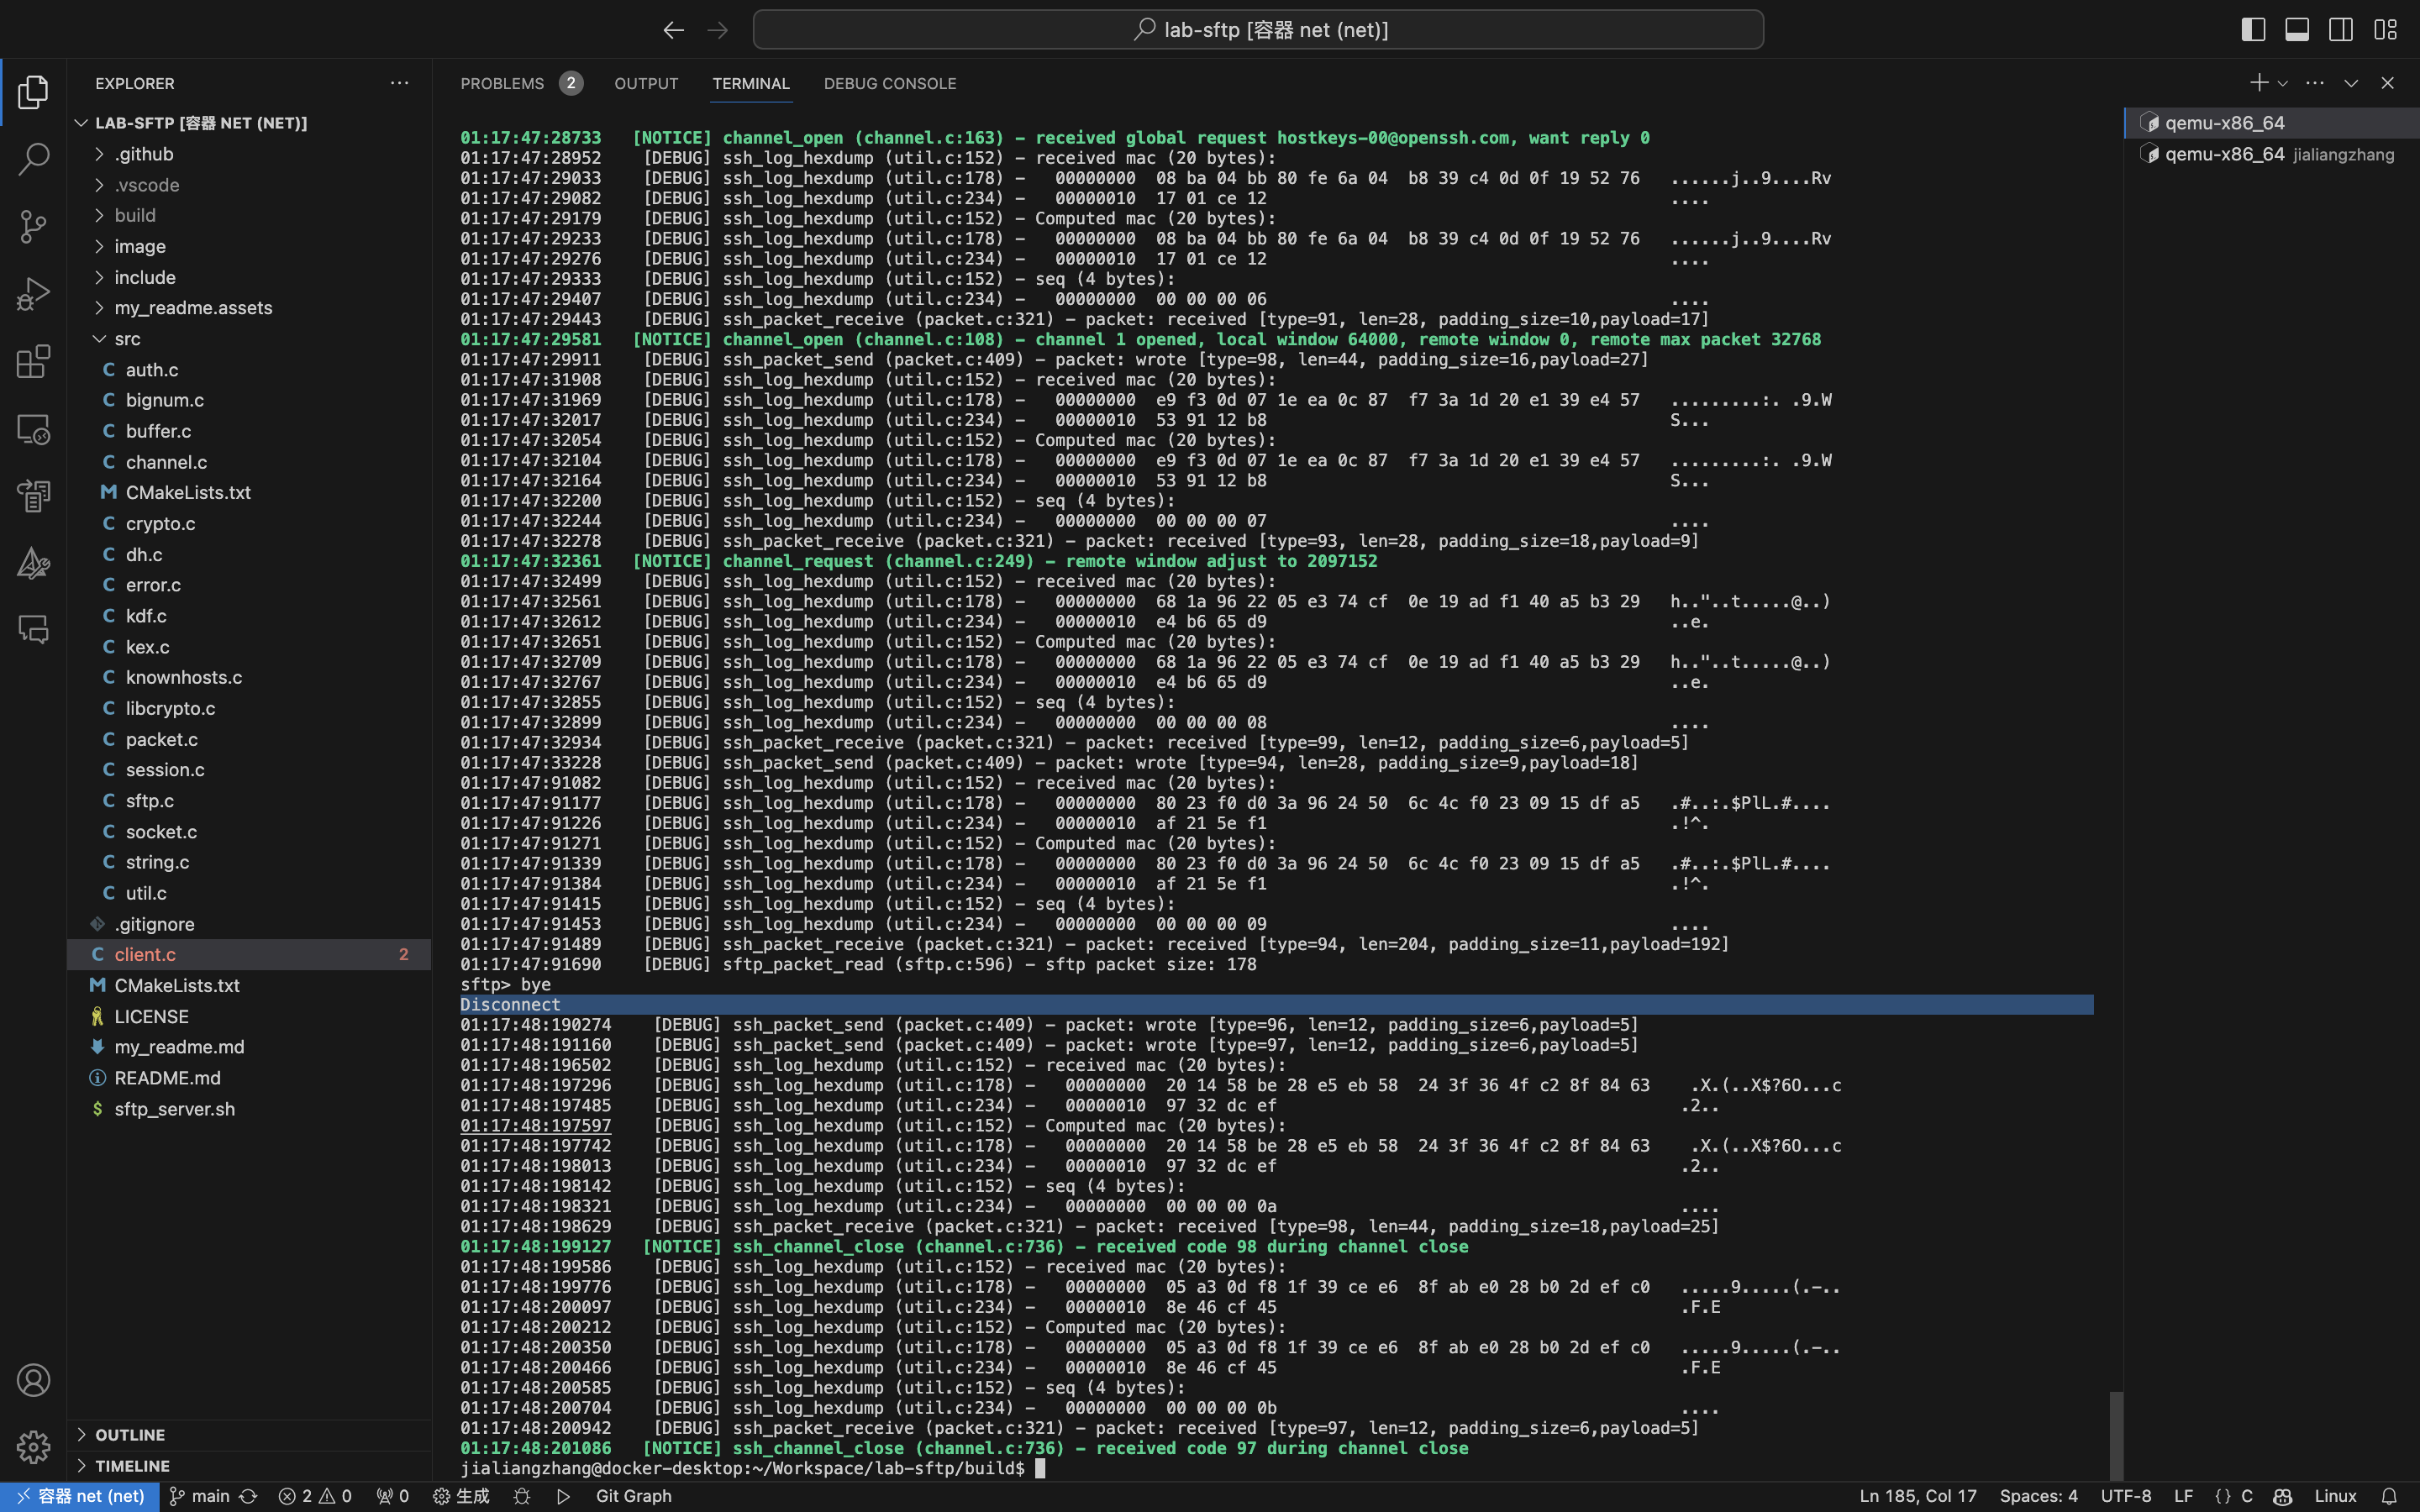 lab-sftp [容器 net (net)]
EXPLORER
LAB-SFTP [容器 NET (NET)]
.github
.vscode
build
image
include
my_readme.assets
src
auth.c
bignum.c
buffer.c
channel.c
CMakeLists.txt
crypto.c
dh.c
error.c
kdf.c
kex.c
knownhosts.c
libcrypto.c
packet.c
session.c
sftp.c
socket.c
string.c
util.c
.gitignore
client.c 2
CMakeLists.txt
LICENSE
my_readme.md
README.md
sftp_server.sh
OUTLINE
TIMELINE
PROBLEMS 2 OUTPUT TERMINAL DEBUG CONSOLE
01:17:47:28733 [NOTICE] channel_open (channel.c:163) - received global request hostkeys-00@openssh.com, want reply 0
01:17:47:28952 [DEBUG] ssh_log_hexdump (util.c:152) - received mac (20 bytes):
01:17:47:29033 [DEBUG] ssh_log_hexdump (util.c:178) - 00000000 08 ba 04 bb 80 fe 6a 04 b8 39 c4 0d 0f 19 52 76 ......j..9....Rv
01:17:47:29082 [DEBUG] ssh_log_hexdump (util.c:234) - 00000010 17 01 ce 12 ....
01:17:47:29179 [DEBUG] ssh_log_hexdump (util.c:152) - Computed mac (20 bytes):
01:17:47:29233 [DEBUG] ssh_log_hexdump (util.c:178) - 00000000 08 ba 04 bb 80 fe 6a 04 b8 39 c4 0d 0f 19 52 76 ......j..9....Rv
01:17:47:29276 [DEBUG] ssh_log_hexdump (util.c:234) - 00000010 17 01 ce 12 ....
01:17:47:29333 [DEBUG] ssh_log_hexdump (util.c:152) - seq (4 bytes):
01:17:47:29407 [DEBUG] ssh_log_hexdump (util.c:234) - 00000000 00 00 00 06 ....
01:17:47:29443 [DEBUG] ssh_packet_receive (packet.c:321) - packet: received [type=91, len=28, padding_size=10,payload=17]
01:17:47:29581 [NOTICE] channel_open (channel.c:108) - channel 1 opened, local window 64000, remote window 0, remote max packet 32768
01:17:47:29911 [DEBUG] ssh_packet_send (packet.c:409) - packet: wrote [type=98, len=44, padding_size=16,payload=27]
01:17:47:31908 [DEBUG] ssh_log_hexdump (util.c:152) - received mac (20 bytes):
01:17:47:31969 [DEBUG] ssh_log_hexdump (util.c:178) - 00000000 e9 f3 0d 07 1e ea 0c 87 f7 3a 1d 20 e1 39 e4 57 .........:. .9.W
01:17:47:32017 [DEBUG] ssh_log_hexdump (util.c:234) - 00000010 53 91 12 b8 S...
01:17:47:32054 [DEBUG] ssh_log_hexdump (util.c:152) - Computed mac (20 bytes):
01:17:47:32104 [DEBUG] ssh_log_hexdump (util.c:178) - 00000000 e9 f3 0d 07 1e ea 0c 87 f7 3a 1d 20 e1 39 e4 57 .........:. .9.W
01:17:47:32164 [DEBUG] ssh_log_hexdump (util.c:234) - 00000010 53 91 12 b8 S...
01:17:47:32200 [DEBUG] ssh_log_hexdump (util.c:152) - seq (4 bytes):
01:17:47:32244 [DEBUG] ssh_log_hexdump (util.c:234) - 00000000 00 00 00 07 ....
01:17:47:32278 [DEBUG] ssh_packet_receive (packet.c:321) - packet: received [type=93, len=28, padding_size=18,payload=9]
01:17:47:32361 [NOTICE] channel_request (channel.c:249) - remote window adjust to 2097152
01:17:47:32499 [DEBUG] ssh_log_hexdump (util.c:152) - received mac (20 bytes):
01:17:47:32561 [DEBUG] ssh_log_hexdump (util.c:178) - 00000000 68 1a 96 22 05 e3 74 cf 0e 19 ad f1 40 a5 b3 29 h.."..t.....@..)
01:17:47:32612 [DEBUG] ssh_log_hexdump (util.c:234) - 00000010 e4 b6 65 d9 ..e.
01:17:47:32651 [DEBUG] ssh_log_hexdump (util.c:152) - Computed mac (20 bytes):
01:17:47:32709 [DEBUG] ssh_log_hexdump (util.c:178) - 00000000 68 1a 96 22 05 e3 74 cf 0e 19 ad f1 40 a5 b3 29 h.."..t.....@..)
01:17:47:32767 [DEBUG] ssh_log_hexdump (util.c:234) - 00000010 e4 b6 65 d9 ..e.
01:17:47:32855 [DEBUG] ssh_log_hexdump (util.c:152) - seq (4 bytes):
01:17:47:32899 [DEBUG] ssh_log_hexdump (util.c:234) - 00000000 00 00 00 08 ....
01:17:47:32934 [DEBUG] ssh_packet_receive (packet.c:321) - packet: received [type=99, len=12, padding_size=6,payload=5]
01:17:47:33228 [DEBUG] ssh_packet_send (packet.c:409) - packet: wrote [type=94, len=28, padding_size=9,payload=18]
01:17:47:91082 [DEBUG] ssh_log_hexdump (util.c:152) - received mac (20 bytes):
01:17:47:91177 [DEBUG] ssh_log_hexdump (util.c:178) - 00000000 80 23 f0 d0 3a 96 24 50 6c 4c f0 23 09 15 df a5 .#..:.$PlL.#....
01:17:47:91226 [DEBUG] ssh_log_hexdump (util.c:234) - 00000010 af 21 5e f1 .!^.
01:17:47:91271 [DEBUG] ssh_log_hexdump (util.c:152) - Computed mac (20 bytes):
01:17:47:91339 [DEBUG] ssh_log_hexdump (util.c:178) - 00000000 80 23 f0 d0 3a 96 24 50 6c 4c f0 23 09 15 df a5 .#..:.$PlL.#....
01:17:47:91384 [DEBUG] ssh_log_hexdump (util.c:234) - 00000010 af 21 5e f1 .!^.
01:17:47:91415 [DEBUG] ssh_log_hexdump (util.c:152) - seq (4 bytes):
01:17:47:91453 [DEBUG] ssh_log_hexdump (util.c:234) - 00000000 00 00 00 09 ....
01:17:47:91489 [DEBUG] ssh_packet_receive (packet.c:321) - packet: received [type=94, len=204, padding_size=11,payload=192]
01:17:47:91690 [DEBUG] sftp_packet_read (sftp.c:596) - sftp packet size: 178
sftp> bye
Disconnect
01:17:48:190274 [DEBUG] ssh_packet_send (packet.c:409) - packet: wrote [type=96, len=12, padding_size=6,payload=5]
01:17:48:191160 [DEBUG] ssh_packet_send (packet.c:409) - packet: wrote [type=97, len=12, padding_size=6,payload=5]
01:17:48:196502 [DEBUG] ssh_log_hexdump (util.c:152) - received mac (20 bytes):
01:17:48:197296 [DEBUG] ssh_log_hexdump (util.c:178) - 00000000 20 14 58 be 28 e5 eb 58 24 3f 36 4f c2 8f 84 63 .X.(..X$?6O...c
01:17:48:197485 [DEBUG] ssh_log_hexdump (util.c:234) - 00000010 97 32 dc ef .2..
01:17:48:197597 [DEBUG] ssh_log_hexdump (util.c:152) - Computed mac (20 bytes):
01:17:48:197742 [DEBUG] ssh_log_hexdump (util.c:178) - 00000000 20 14 58 be 28 e5 eb 58 24 3f 36 4f c2 8f 84 63 .X.(..X$?6O...c
01:17:48:198013 [DEBUG] ssh_log_hexdump (util.c:234) - 00000010 97 32 dc ef .2..
01:17:48:198142 [DEBUG] ssh_log_hexdump (util.c:152) - seq (4 bytes):
01:17:48:198321 [DEBUG] ssh_log_hexdump (util.c:234) - 00000000 00 00 00 0a ....
01:17:48:198629 [DEBUG] ssh_packet_receive (packet.c:321) - packet: received [type=98, len=44, padding_size=18,payload=25]
01:17:48:199127 [NOTICE] ssh_channel_close (channel.c:736) - received code 98 during channel close
01:17:48:199586 [DEBUG] ssh_log_hexdump (util.c:152) - received mac (20 bytes):
01:17:48:199776 [DEBUG] ssh_log_hexdump (util.c:178) - 00000000 05 a3 0d f8 1f 39 ce e6 8f ab e0 28 b0 2d ef c0 .....9.....(.-..
01:17:48:200097 [DEBUG] ssh_log_hexdump (util.c:234) - 00000010 8e 46 cf 45 .F.E
01:17:48:200212 [DEBUG] ssh_log_hexdump (util.c:152) - Computed mac (20 bytes):
01:17:48:200350 [DEBUG] ssh_log_hexdump (util.c:178) - 00000000 05 a3 0d f8 1f 39 ce e6 8f ab e0 28 b0 2d ef c0 .....9.....(.-..
01:17:48:200466 [DEBUG] ssh_log_hexdump (util.c:234) - 00000010 8e 46 cf 45 .F.E
01:17:48:200585 [DEBUG] ssh_log_hexdump (util.c:152) - seq (4 bytes):
01:17:48:200704 [DEBUG] ssh_log_hexdump (util.c:234) - 00000000 00 00 00 0b ....
01:17:48:200942 [DEBUG] ssh_packet_receive (packet.c:321) - packet: received [type=97, len=12, padding_size=6,payload=5]
01:17:48:201086 [NOTICE] ssh_channel_close (channel.c:736) - received code 97 during channel close
jialiangzhang@docker-desktop:~/Workspace/lab-sftp/build$
qemu-x86_64
qemu-x86_64 jialiangzhang
容器 net (net) main 2 0 0 生成 Git Graph Ln 185, Col 17 Spaces: 4 UTF-8 LF {} C Linux